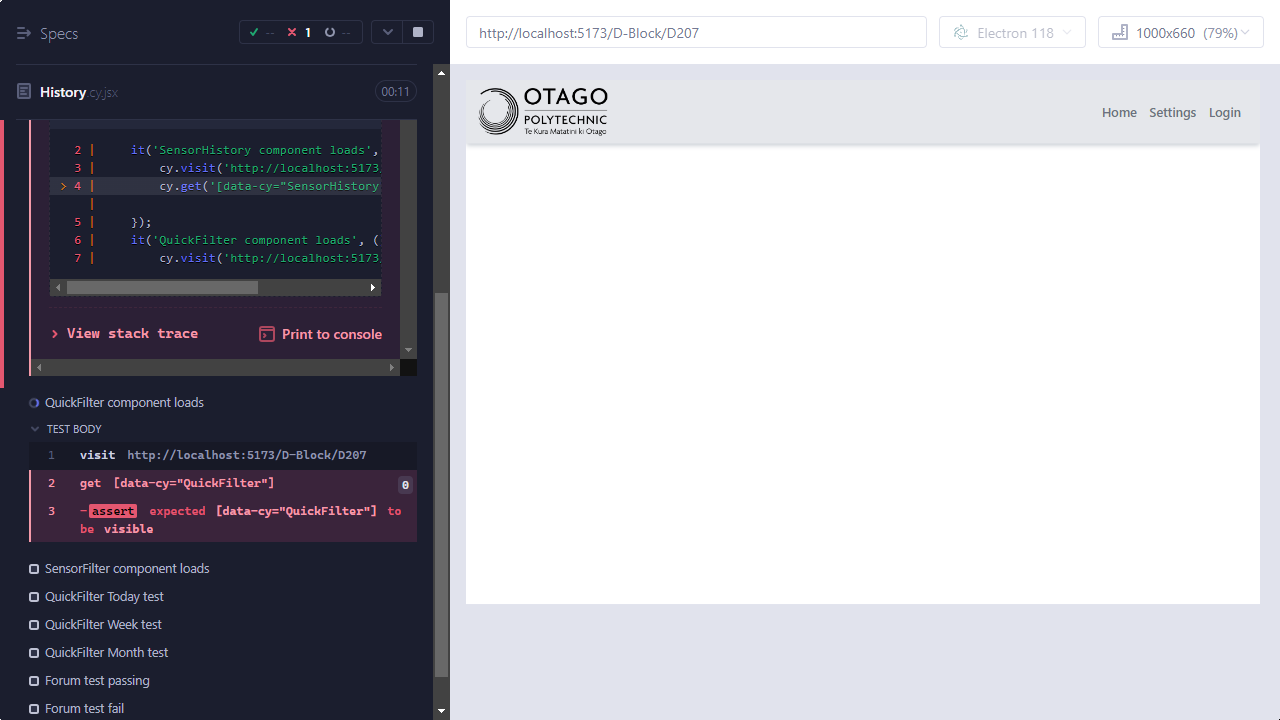 Specs
-- 1 --
History.cy.jsx 00:11
2 | it('SensorHistory component loads',
3 | cy.visit('http://localhost:5173/
> 4 | cy.get('[data-cy="SensorHistory
|
5 | });
6 | it('QuickFilter component loads', (
7 | cy.visit('http://localhost:5173/
> View stack trace Print to console
QuickFilter component loads
TEST BODY
1 visit http://localhost:5173/D-Block/D207
2 get [data-cy="QuickFilter"] 0
3 -assert expected [data-cy="QuickFilter"] to
be visible
SensorFilter component loads
QuickFilter Today test
QuickFilter Week test
QuickFilter Month test
Forum test passing
Forum test fail
http://localhost:5173/D-Block/D207
Electron 118
1000x660 (79%)
OTAGO
POLYTECHNIC
Te Kura Matatini ki Otago
Home Settings Login